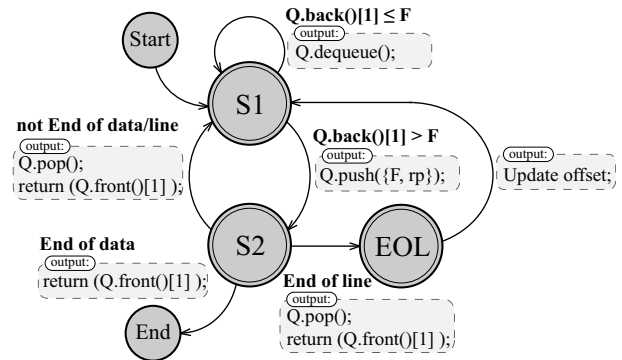 Q.back()[1] ≤ F
output:
Q.dequeue();
Start
S1
not End of data/line
output:
Q.pop();
return (Q.front()[1] );
Q.back()[1] > F
output:
Q.push({F, rp});
output:
Update offset;
S2
EOL
End of data
output:
return (Q.front()[1] );
End of line
output:
Q.pop();
return (Q.front()[1] );
End